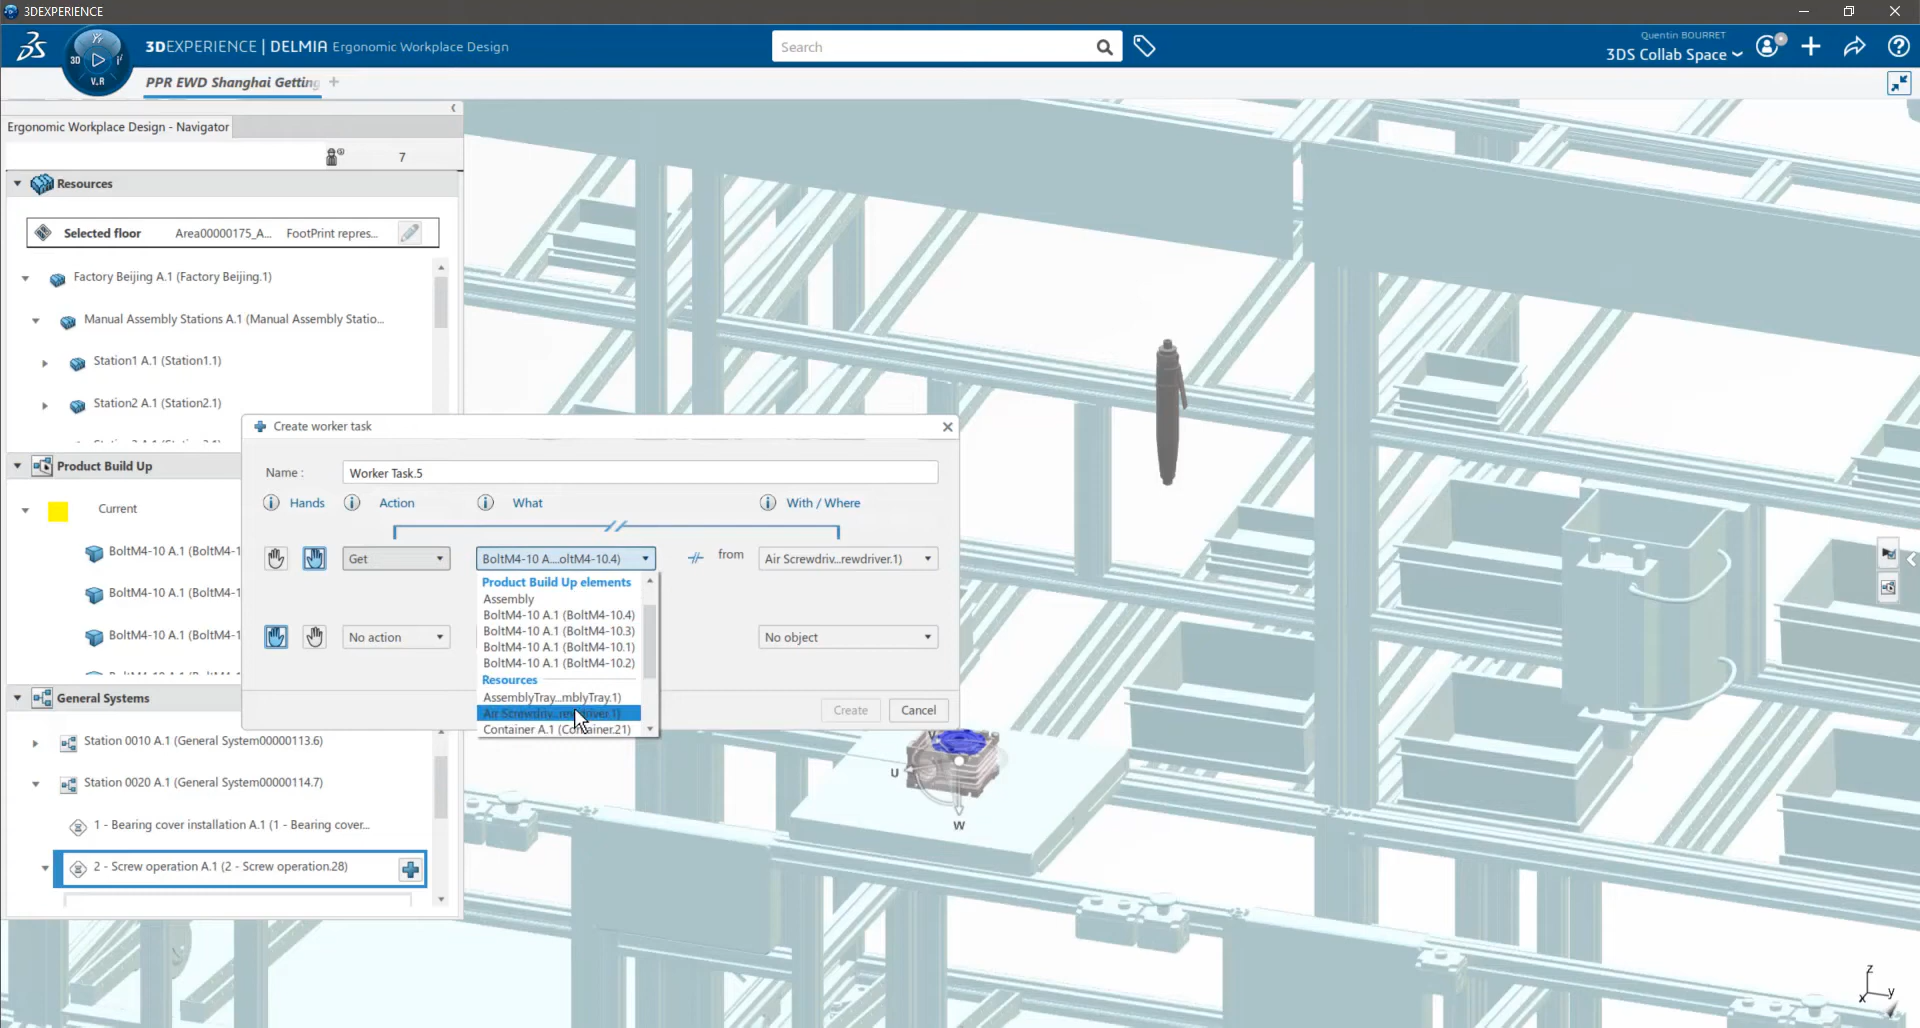 3DEXPERIENCE
3DEXPERIENCE | DELMIA Ergonomic Workplace Design
3D
V.R
Search
Quentin BOURRET
3DS Collab Space
PPR EWD Shanghai Getting
Ergonomic Workplace Design - Navigator
7
Resources
Selected floor Area00000175_A... FootPrint repres...
Factory Beijing A.1 (Factory Beijing.1)
Manual Assembly Stations A.1 (Manual Assembly Statio...
Station1 A.1 (Station1.1)
Station2 A.1 (Station2.1)
Product Build Up
Current
BoltM4-10 A.1 (BoltM4-1
BoltM4-10 A.1 (BoltM4-1
BoltM4-10 A.1 (BoltM4-1
General Systems
Station 0010 A.1 (General System00000113.6)
Station 0020 A.1 (General System00000114.7)
1 - Bearing cover installation A.1 (1 - Bearing cover...
2 - Screw operation A.1 (2 - Screw operation.28)
Create worker task
Name : Worker Task.5
Hands Action What With / Where
Get BoltM4-10 A....oltM4-10.4) from Air Screwdriv...rewdriver.1)
Product Build Up elements
Assembly
BoltM4-10 A.1 (BoltM4-10.4)
BoltM4-10 A.1 (BoltM4-10.3)
BoltM4-10 A.1 (BoltM4-10.1)
BoltM4-10 A.1 (BoltM4-10.2)
Resources
AssemblyTray...mblyTray.1)
Air Screwdriv...rewdriver.1)
Container A.1 (Container.21)
No action No object
Create Cancel
U
V
W
z
y
x